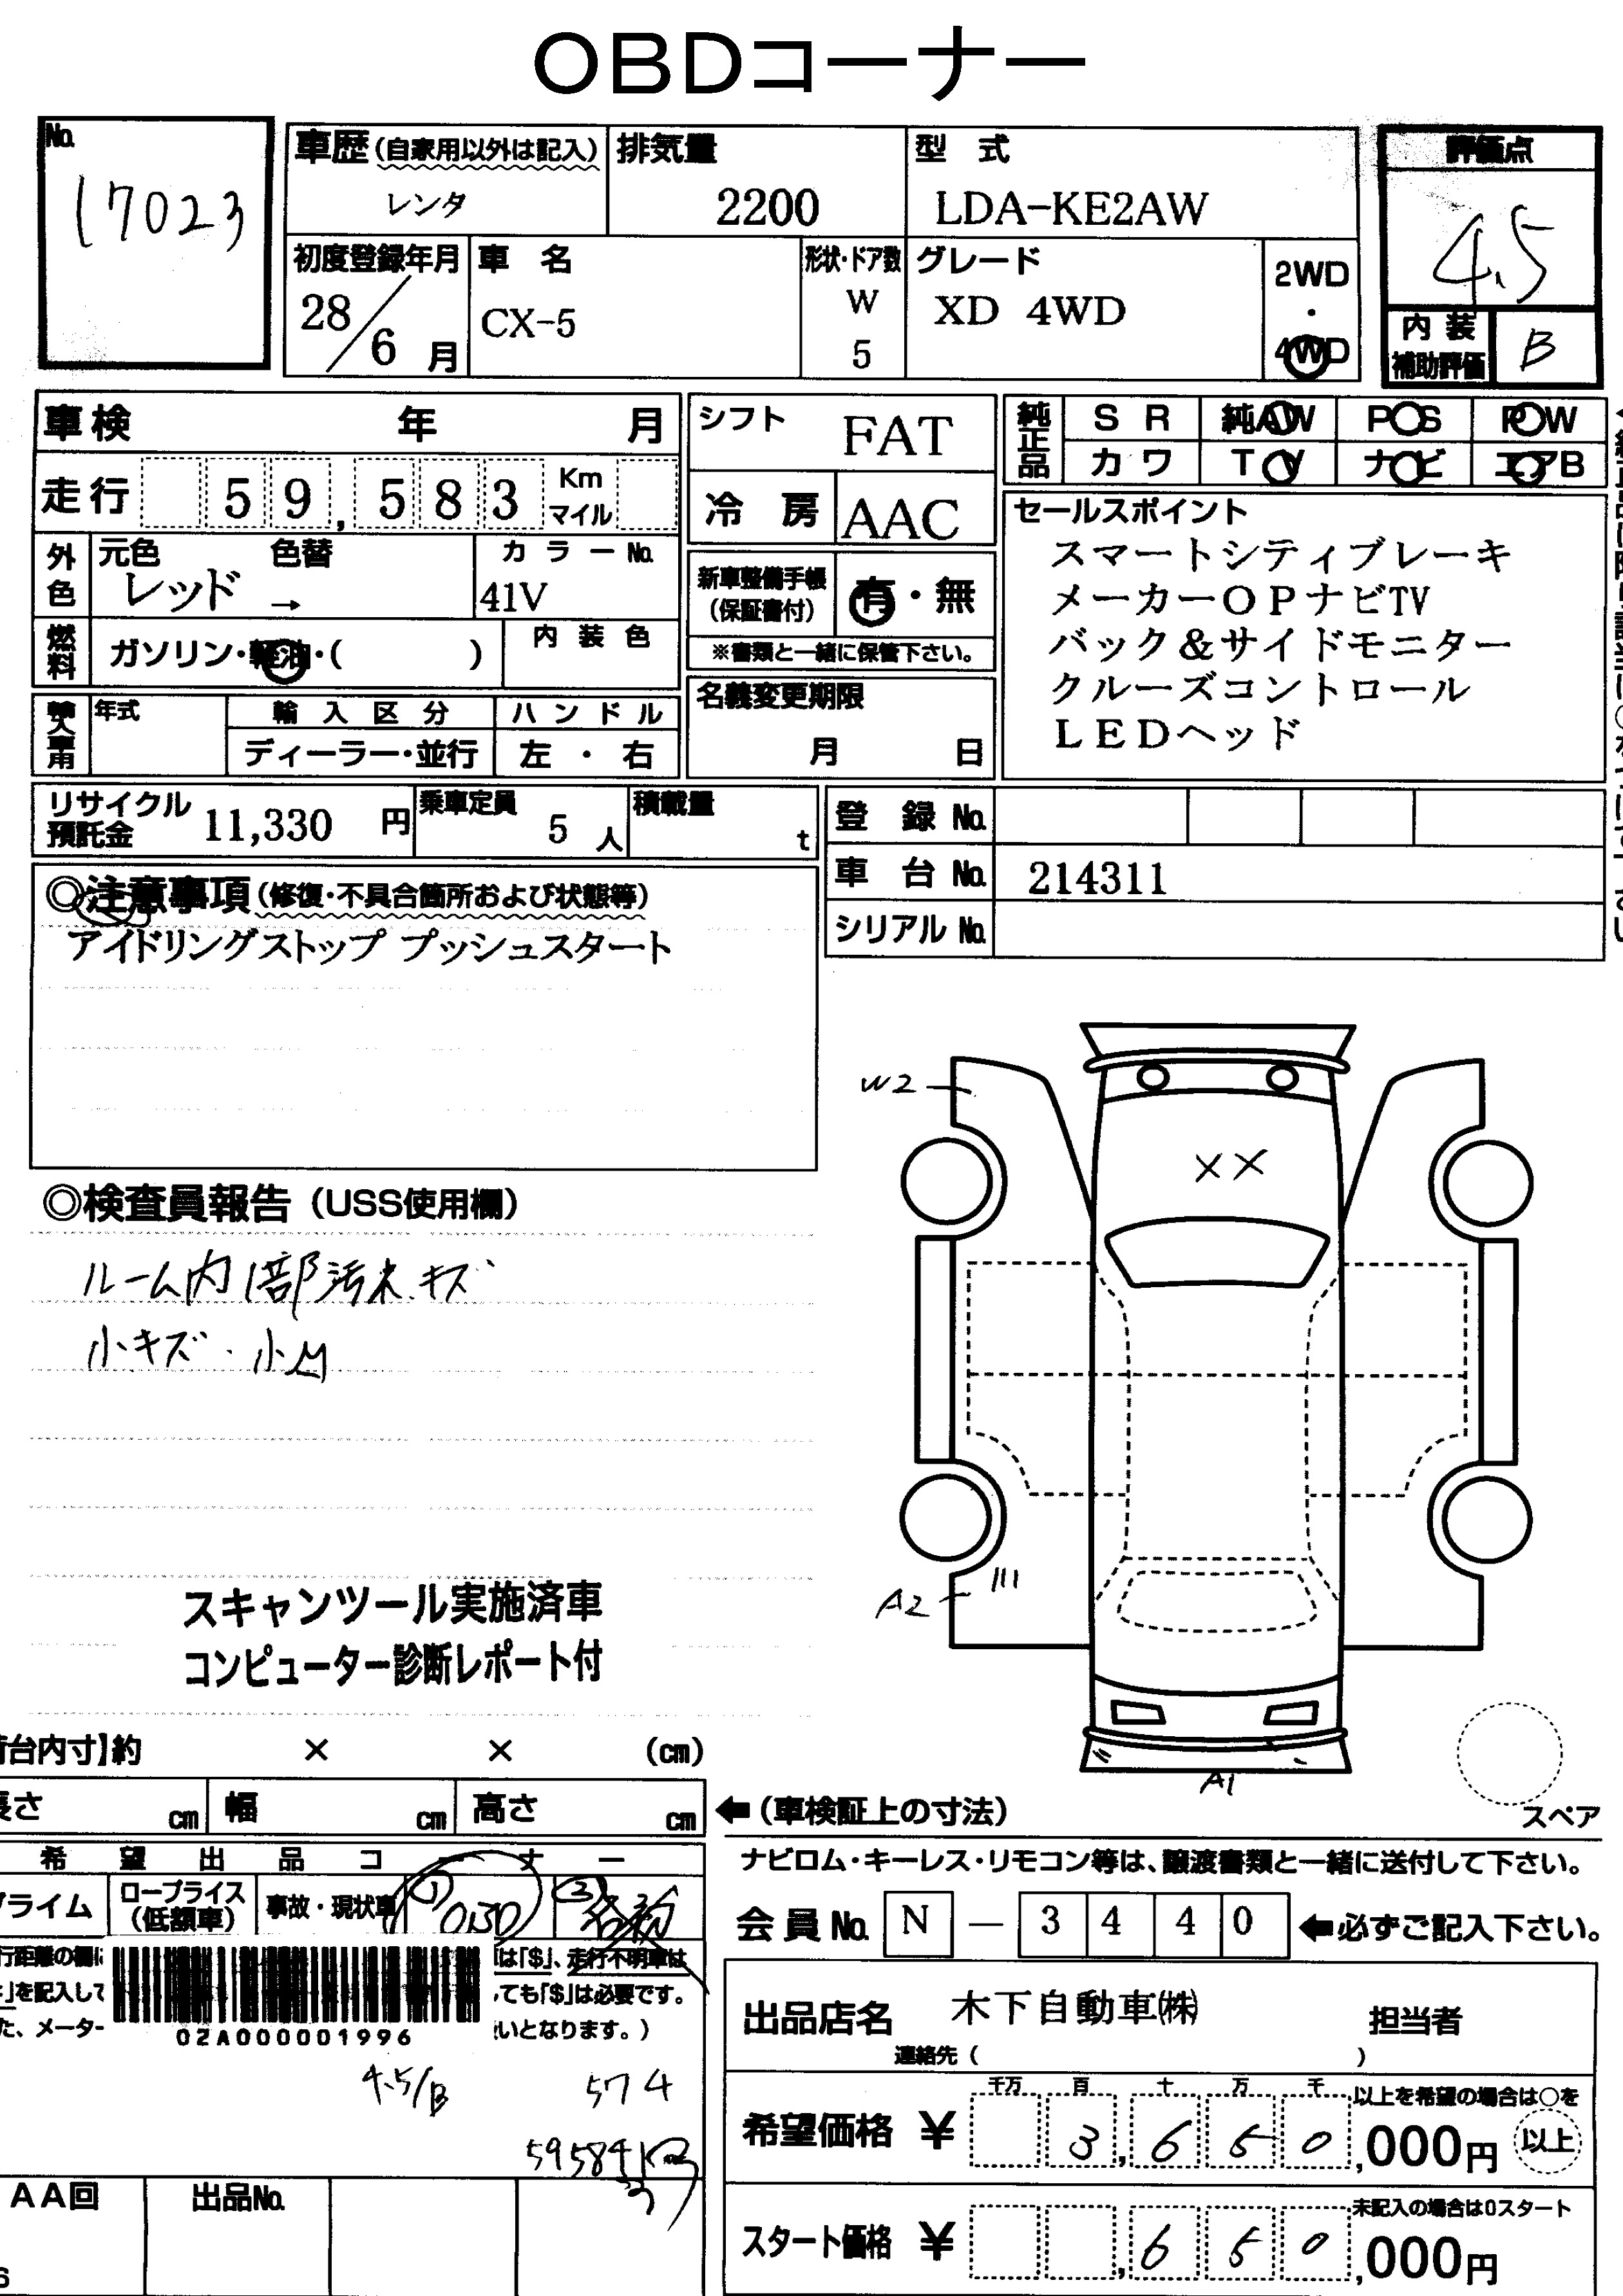 OBDコーナー
No.
17023
車歴(自家用以外は記入)
レンタ
排気量
2200
型 式
LDA-KE2AW
評価点
4.5
初度登録年月
28/6月
車 名
CX-5
形状・ドア数
W
5
グレード
XD 4WD
2WD
・
4WD
内 装
補助評価
B
車検 年 月
走行 59,583 Km
マイル
シフト
FAT
冷 房
AAC
純正品
S R 純AW P S P W
カワ T V ナビ エアB
外色
元色 色替
レッド →
カラーNo.
41V
新車整備手帳
(保証書付)
有・無
※書類と一緒に保管下さい。
燃料
ガソリン・軽油・( )
内装色
セールスポイント
スマートシティブレーキ
メーカーOPナビTV
バック&サイドモニター
クルーズコントロール
LEDヘッド
輸入車用
年式
輸入区分
ディーラー・並行
ハンドル
左・右
名義変更期限
月 日
リサイクル
預託金 11,330 円
乗車定員
5 人
積載量
t
登 録 No.
車 台 No. 214311
シリアル No.
◎注意事項(修復・不具合箇所および状態等)
アイドリングストップ プッシュスタート
W2
××
◎検査員報告(USS使用欄)
ルーム内1部汚れ.キズ
小キズ・小凹
スキャンツール実施済車
コンピューター診断レポート付
A2
A1
スペア
台内寸】約 × × (cm)
長さ cm 幅 cm 高さ cm
←(車検証上の寸法)
希望出品コーナー
ナビロム・キーレス・リモコン等は、譲渡書類と一緒に送付して下さい。
プライム
ロープライス
(低額車)
事故・現状車
①
②
会員No. N - 3440 ←必ずご記入下さい。
行距離の欄に
は「$」、走行不明車は
」を記入して
ても「$」は必要です。
た、メーター
いとなります。)
02A000001996
出品店名 木下自動車㈱ 担当者
連絡先( )
4.5/B
574
59584km
千万 百 十 万 千
以上を希望の場合は○を
希望価格 ¥ 3,650,000円 以上
AA回
出品No.
未記入の場合は0スタート
スタート価格 ¥ 650,000円